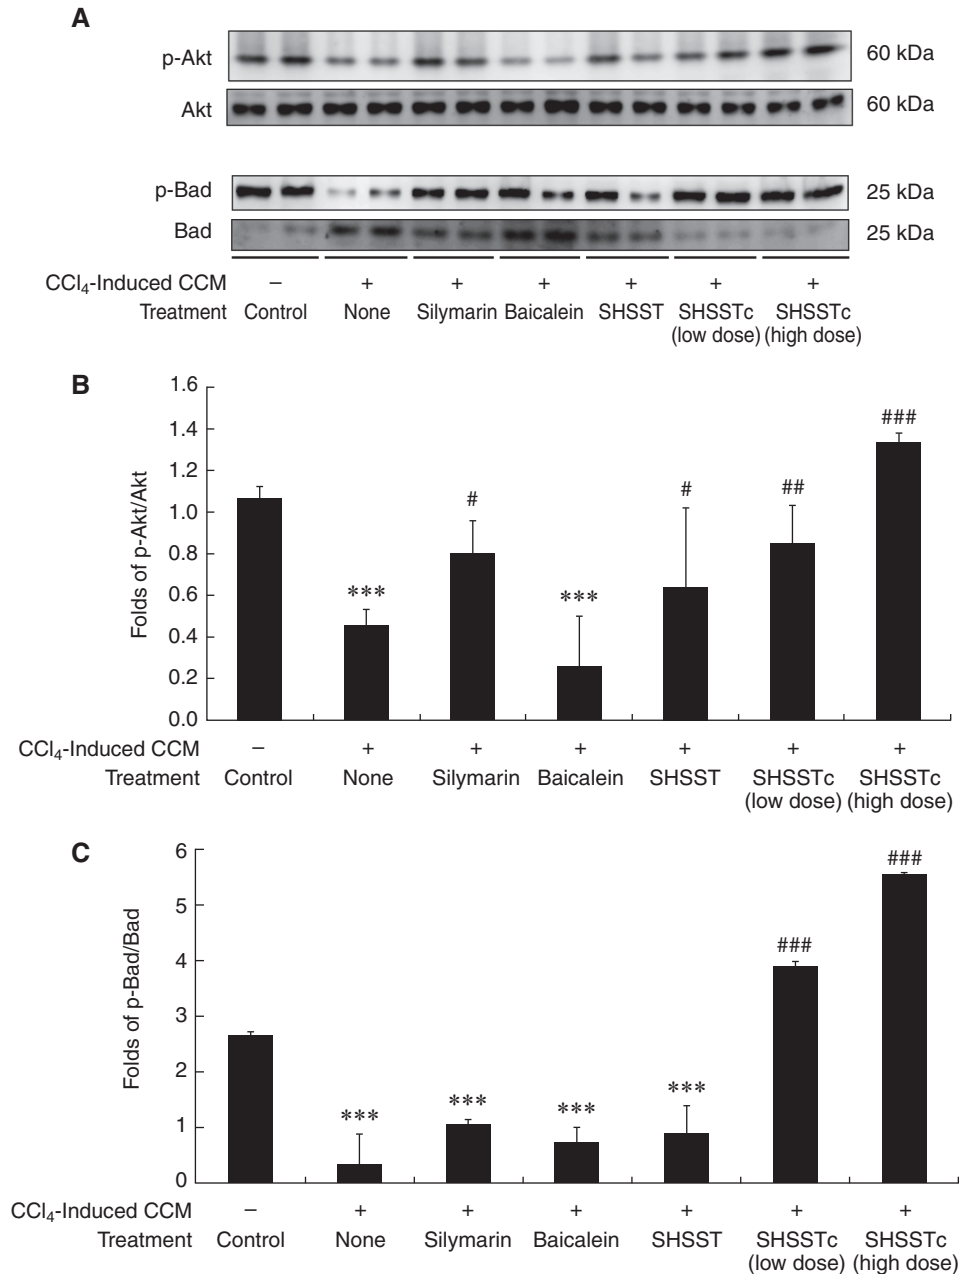 A
p-Akt 60 kDa
Akt 60 kDa
p-Bad 25 kDa
Bad 25 kDa
CCl₄-Induced CCM − + + + + + +
Treatment Control None Silymarin Baicalein SHSST SHSSTc SHSSTc
(low dose) (high dose)
B
Folds of p-Akt/Akt
1.6
1.4
1.2
1.0
0.8
0.6
0.4
0.2
0.0
***
#
***
#
##
###
CCl₄-Induced CCM − + + + + + +
Treatment Control None Silymarin Baicalein SHSST SHSSTc SHSSTc
(low dose) (high dose)
C
Folds of p-Bad/Bad
6
5
4
3
2
1
0
***
***
***
***
###
###
CCl₄-Induced CCM − + + + + + +
Treatment Control None Silymarin Baicalein SHSST SHSSTc SHSSTc
(low dose) (high dose)